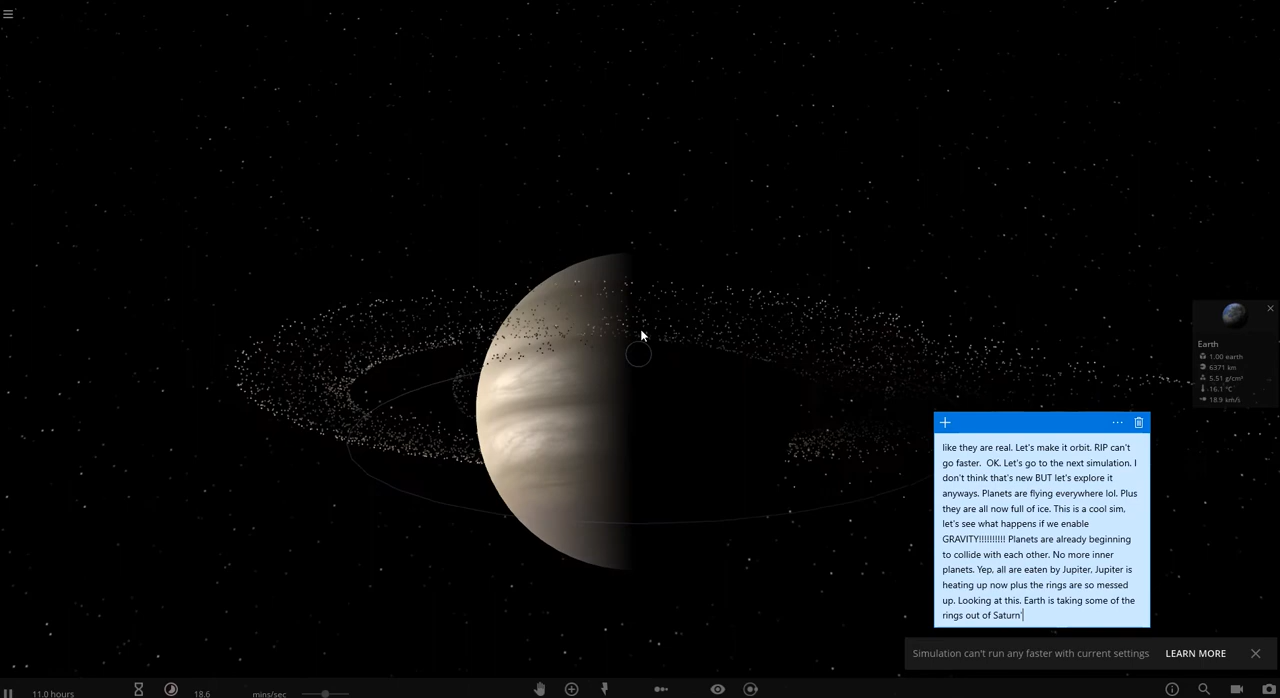 Earth
1.00 earth
6371 km
5.51 g/cm³
16.1 °C
18.9 km/s
like they are real. Let's make it orbit. RIP can't
go faster.  OK. Let's go to the next simulation. I
don't think that's new BUT let's explore it
anyways. Planets are flying everywhere lol. Plus
they are all now full of ice. This is a cool sim,
let's see what happens if we enable
GRAVITY!!!!!!!!!! Planets are already beginning
to collide with each other. No more inner
planets. Yep, all are eaten by Jupiter, Jupiter is
heating up now plus the rings are so messed
up. Looking at this. Earth is taking some of the
rings out of Saturn'
Simulation can't run any faster with current settings LEARN MORE
11.0 hours 18.6 mins/sec